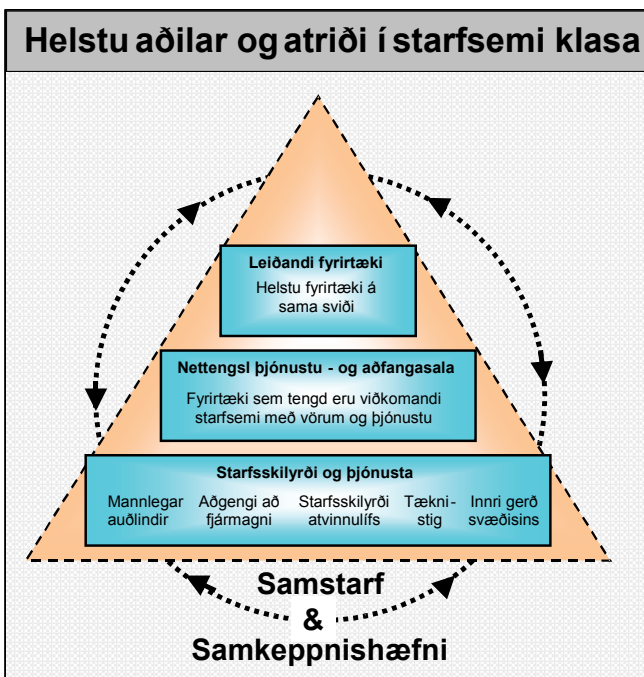 Helstu aðilar og atriði í starfsemi klasa
Leiðandi fyrirtæki
Helstu fyrirtæki á
sama sviði
Nettengsl þjónustu - og aðfangasala
Fyrirtæki sem tengd eru viðkomandi
starfsemi með vörum og þjónustu
Starfsskilyrði og þjónusta
Mannlegar
auðlindir
Aðgengi að
fjármagni
Starfsskilyrði
atvinnulífs
Tækni-
stig
Innri gerð
svæðisins
Samstarf
&
Samkeppnishæfni